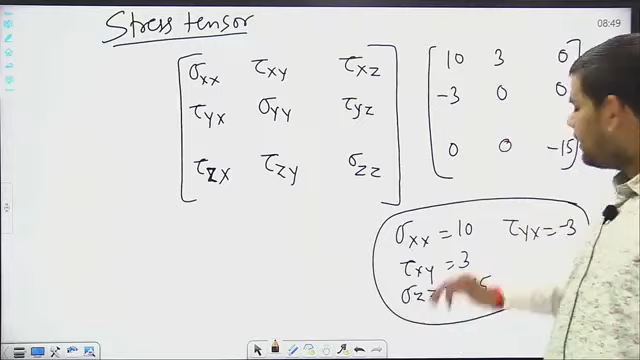 Stress tensor
08:49
σxx τxy τxz
τyx σyy τyz
τzx τzy σzz
10 3 0
-3 0 0
0 0 -15
σxx = 10 τyx = -3
τxy = 3